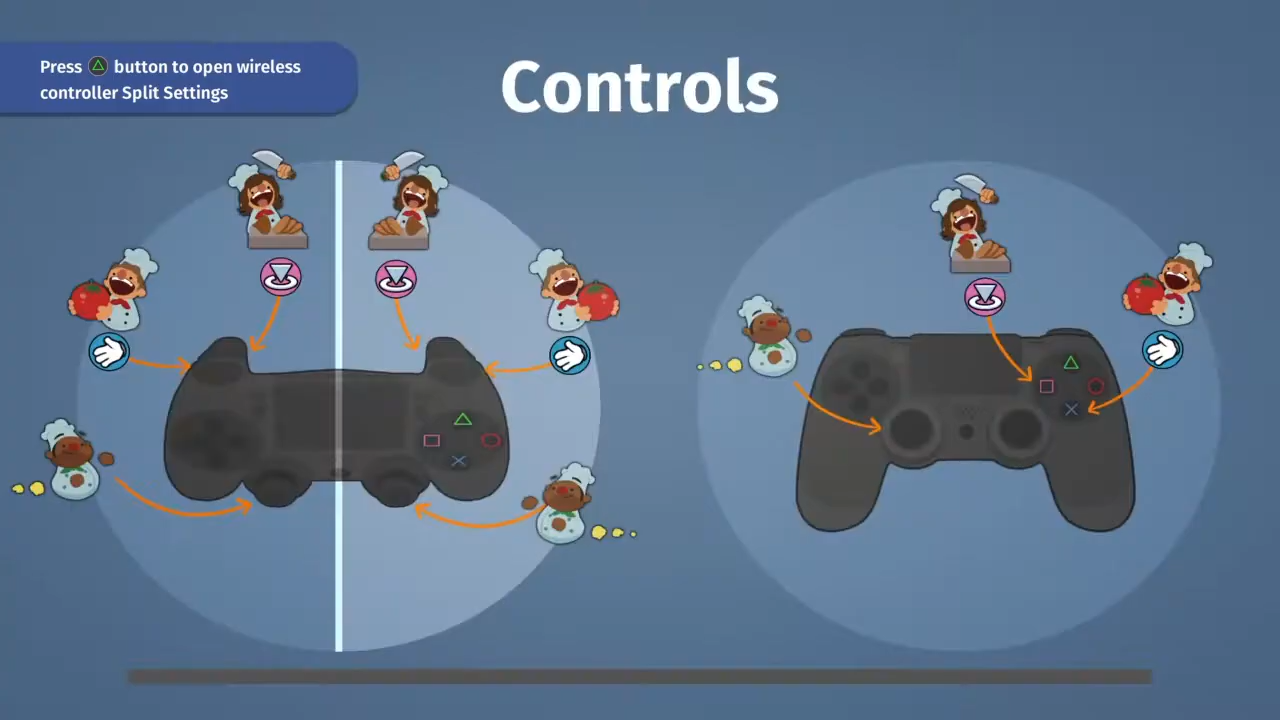 Press button to open wireless
controller Split Settings
Controls